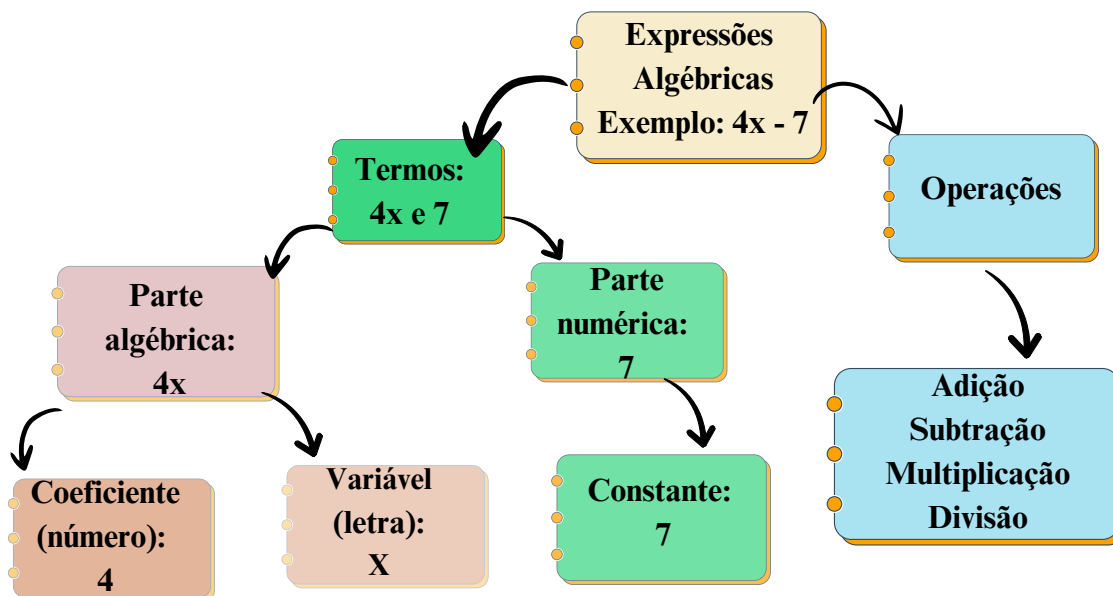 Expressões
Algébricas
Exemplo: 4x - 7
Termos:
4x e 7
Operações
Parte
algébrica:
4x
Parte
numérica:
7
Adição
Subtração
Multiplicação
Divisão
Coeficiente
(número):
4
Variável
(letra):
X
Constante:
7